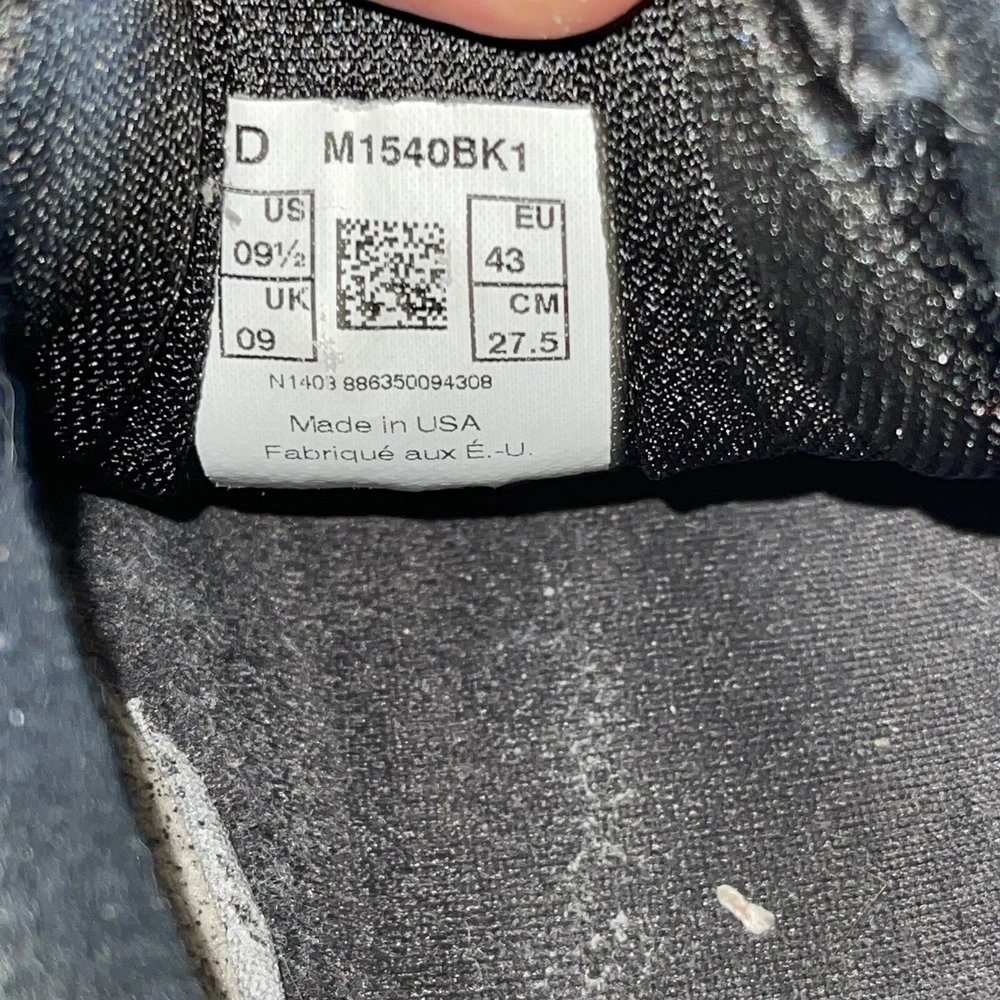 D M1540BK1
US
09½
UK
09
EU
43
CM
27.5
N1403 886350094308
Made in USA
Fabriqué aux É.-U.